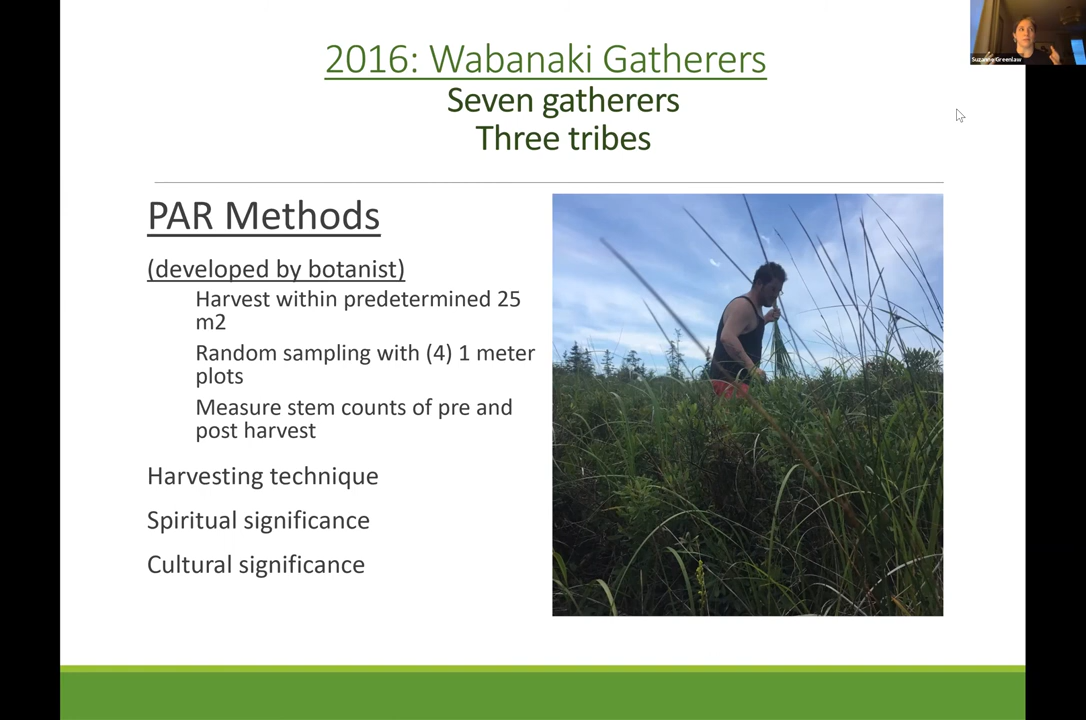 2016: Wabanaki Gatherers
Seven gatherers
Three tribes
PAR Methods
(developed by botanist)
Harvest within predetermined 25
m2
Random sampling with (4) 1 meter
plots
Measure stem counts of pre and
post harvest
Harvesting technique
Spiritual significance
Cultural significance
Suzanne Greenlaw